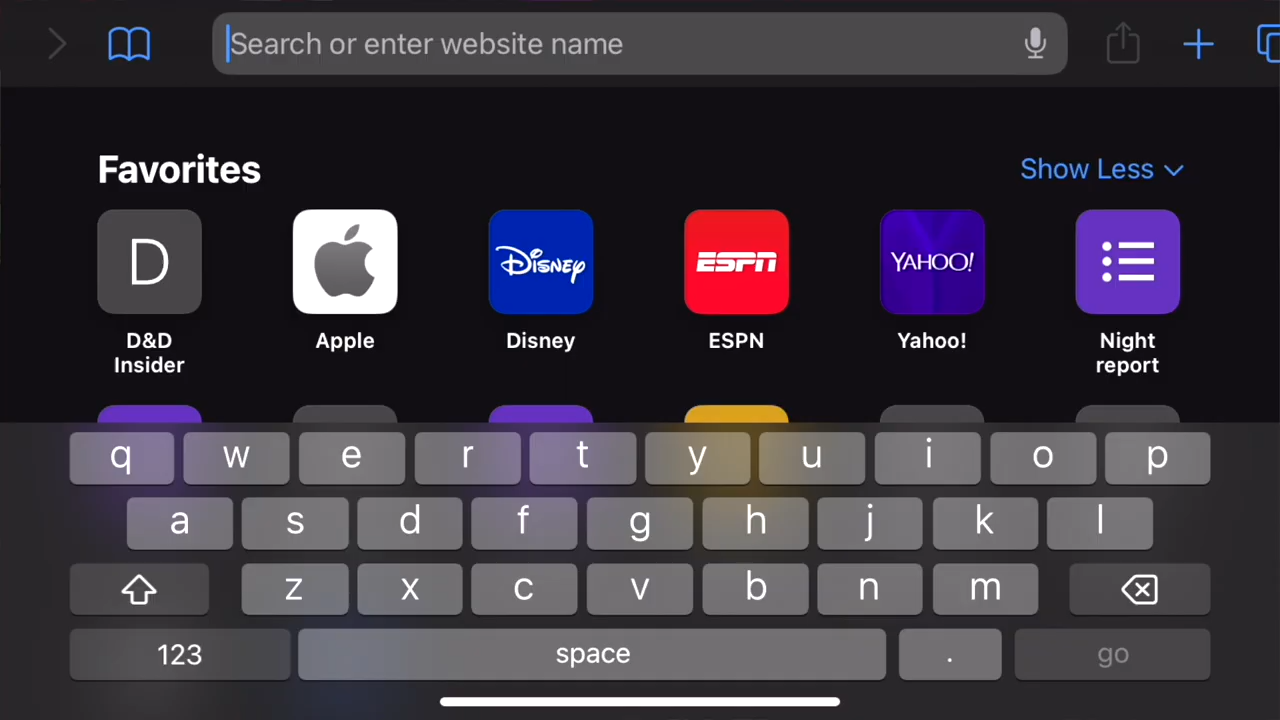 Search or enter website name
Favorites
Show Less
D
Disney
ESPN
YAHOO!
D&D
Insider
Apple
Disney
ESPN
Yahoo!
Night
report
q w e r t y u i o p
a s d f g h j k l
z x c v b n m
123 space . go